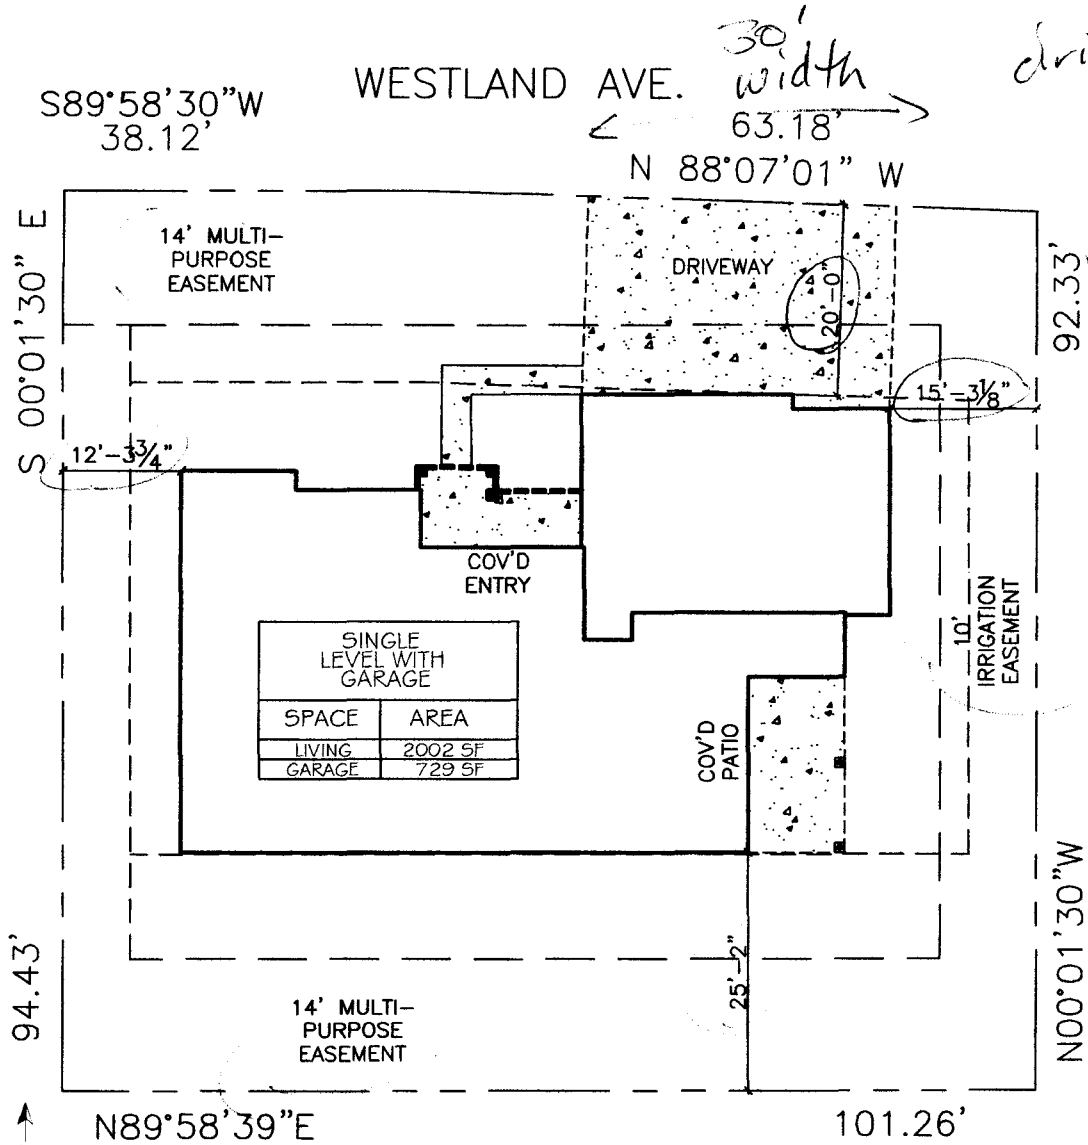 30'
width
WESTLAND AVE.
S89°58'30"W
38.12'
63.18'
N 88°07'01" W
S 00°01'30" E
94.43'
14' MULTI-
PURPOSE
EASEMENT
DRIVEWAY
20'-0"
92.33'
15'-3⅛"
12'-3¾"
COV'D
ENTRY
SINGLE
LEVEL WITH
GARAGE
SPACE AREA
LIVING 2002 SF
GARAGE 729 SF
10'
IRRIGATION
EASEMENT
COV'D
PATIO
N00°01'30"W
25'-2"
14' MULTI-
PURPOSE
EASEMENT
N89°58'39"E
101.26'